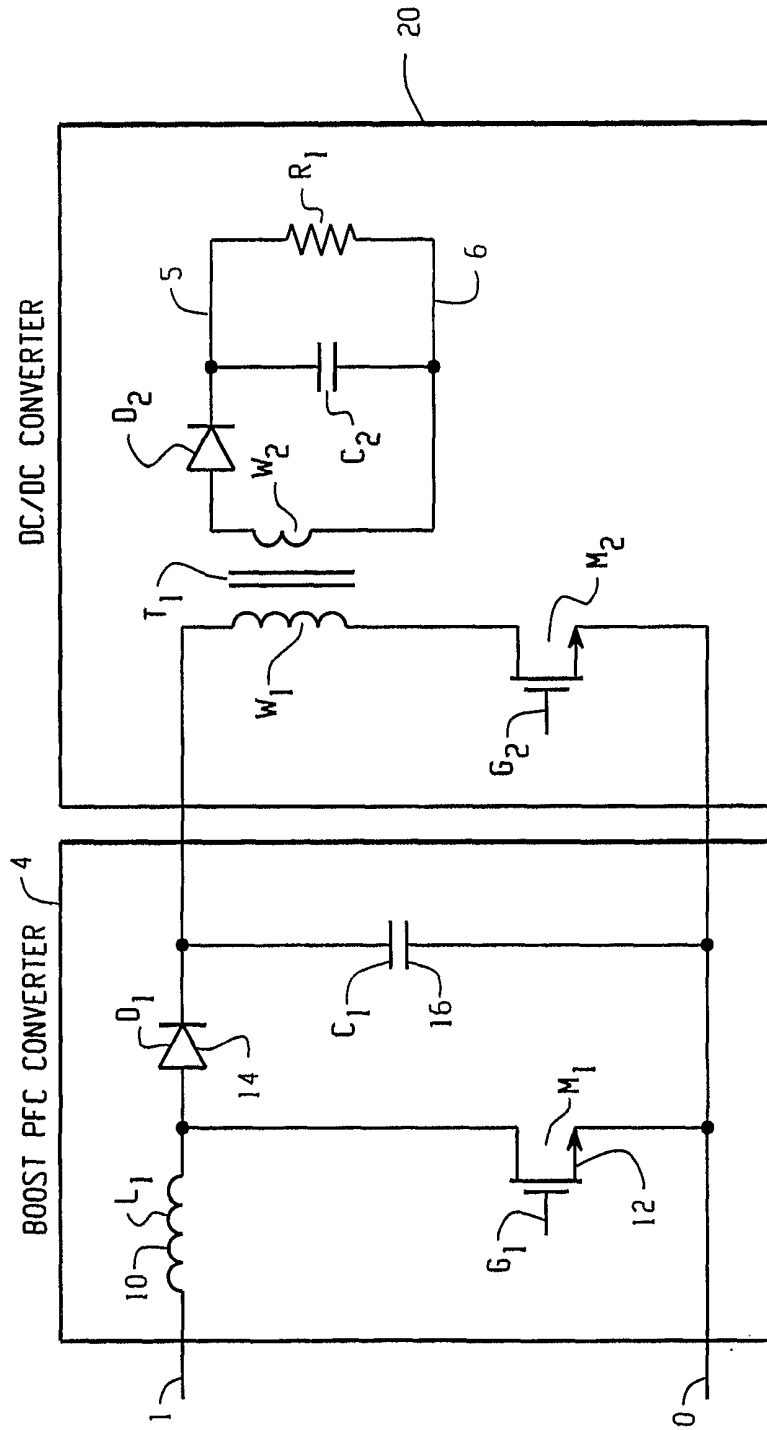 BOOST PFC CONVERTER
4
DC/DC CONVERTER
20
1
10
L1
D1
14
C1
16
G1
M1
12
0
T1
W1
W2
D2
5
C2
R1
6
G2
M2